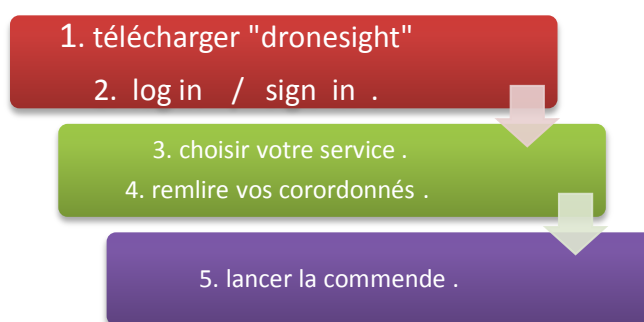 1. télécharger "dronesight"
2. log in / sign in .
3. choisir votre service .
4. remlire vos corordonnés .
5. lancer la commende .